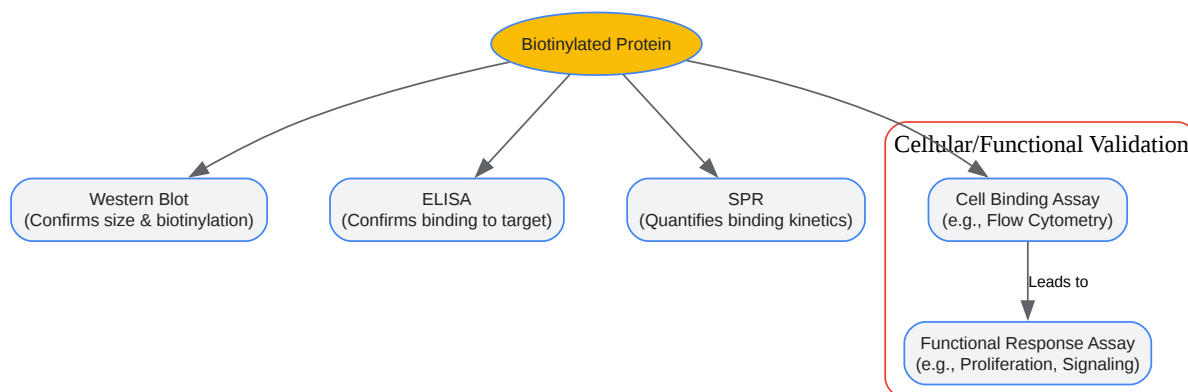 Biotinylated Protein
Cellular/Functional Validation
Western Blot
(Confirms size & biotinylation)
ELISA
(Confirms binding to target)
SPR
(Quantifies binding kinetics)
Cell Binding Assay
(e.g., Flow Cytometry)
Leads to
Functional Response Assay
(e.g., Proliferation, Signaling)